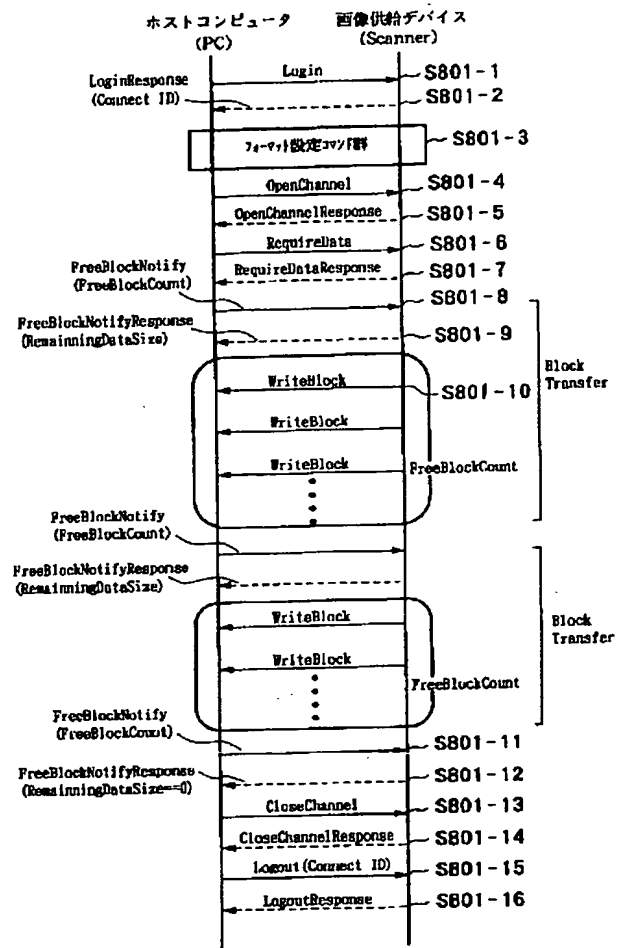 ホストコンピュータ 画像供給デバイス
(PC) (Scanner)
Login S801-1
LoginResponse
(Connect ID) S801-2
フォーマット設定コマンド群 S801-3
OpenChannel S801-4
OpenChannelResponse S801-5
RequireData S801-6
FreeBlockNotify
(FreeBlockCount)
RequireDataResponse S801-7
S801-8
FreeBlockNotifyResponse
(RemainningDataSize)
S801-9
WriteBlock S801-10
Block
Transfer
WriteBlock
WriteBlock FreeBlockCount
FreeBlockNotify
(FreeBlockCount)
FreeBlockNotifyResponse
(RemainningDataSize)
WriteBlock
Block
Transfer
WriteBlock
FreeBlockCount
FreeBlockNotify
(FreeBlockCount)
S801-11
FreeBlockNotifyResponse
(RemainningDataSize==0)
S801-12
CloseChannel S801-13
CloseChannelResponse S801-14
Logout(Connect ID) S801-15
LogoutResponse S801-16